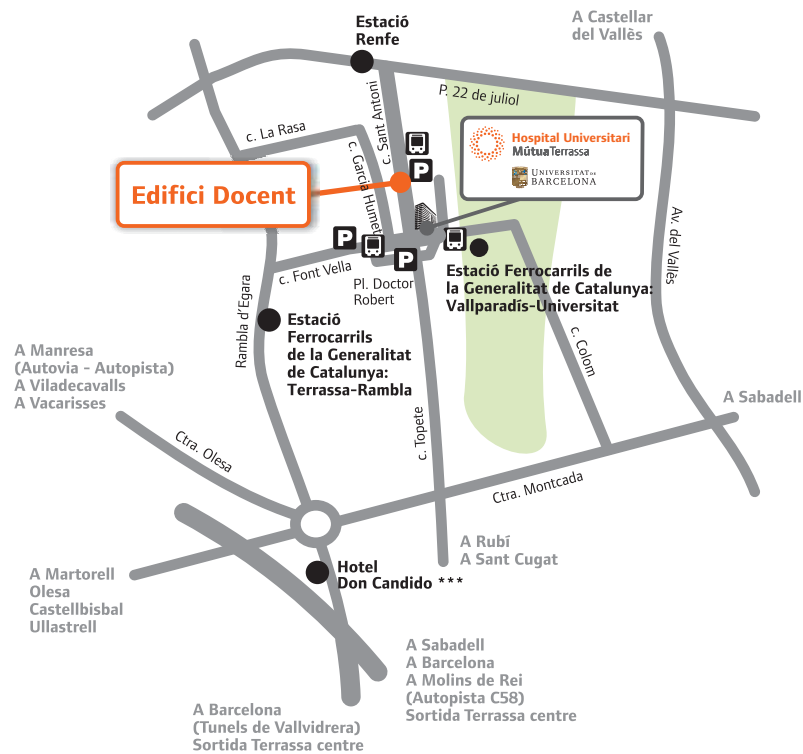 Estació
Renfe
A Castellar
del Vallès
P. 22 de juliol
c. Sant Antoni
c. La Rasa
c. Garcia Humet
Hospital Universitari
MútuaTerrassa
UNIVERSITAT DE
BARCELONA
Edifici Docent
P
P
P
Av. del Vallès
c. Font Vella
Pl. Doctor
Robert
Estació Ferrocarrils de
la Generalitat de Catalunya:
Vallparadís-Universitat
Rambla d'Egara
Estació
Ferrocarrils
de la Generalitat
de Catalunya:
Terrassa-Rambla
c. Colom
A Manresa
(Autovia - Autopista)
A Viladecavalls
A Vacarisses
A Sabadell
c. Topete
Ctra. Olesa
Ctra. Montcada
A Rubí
A Sant Cugat
Hotel
Don Candido ***
A Martorell
Olesa
Castellbisbal
Ullastrell
A Sabadell
A Barcelona
A Molins de Rei
(Autopista C58)
Sortida Terrassa centre
A Barcelona
(Tunels de Vallvidrera)
Sortida Terrassa centre